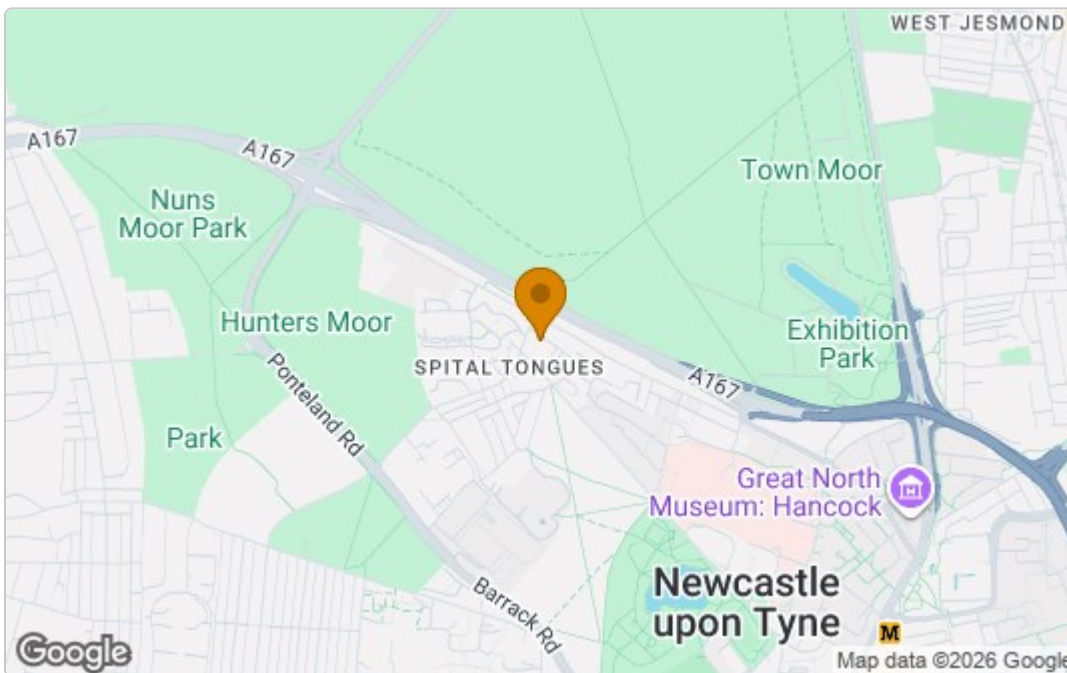 WEST JESMOND
A167
A167
Town Moor
Nuns
Moor Park
Hunters Moor
Exhibition
Park
SPITAL TONGUES
A167
Ponteland Rd
Park
Great North
Museum: Hancock
Barrack Rd
Newcastle
upon Tyne
M
Google
Map data ©2026 Google